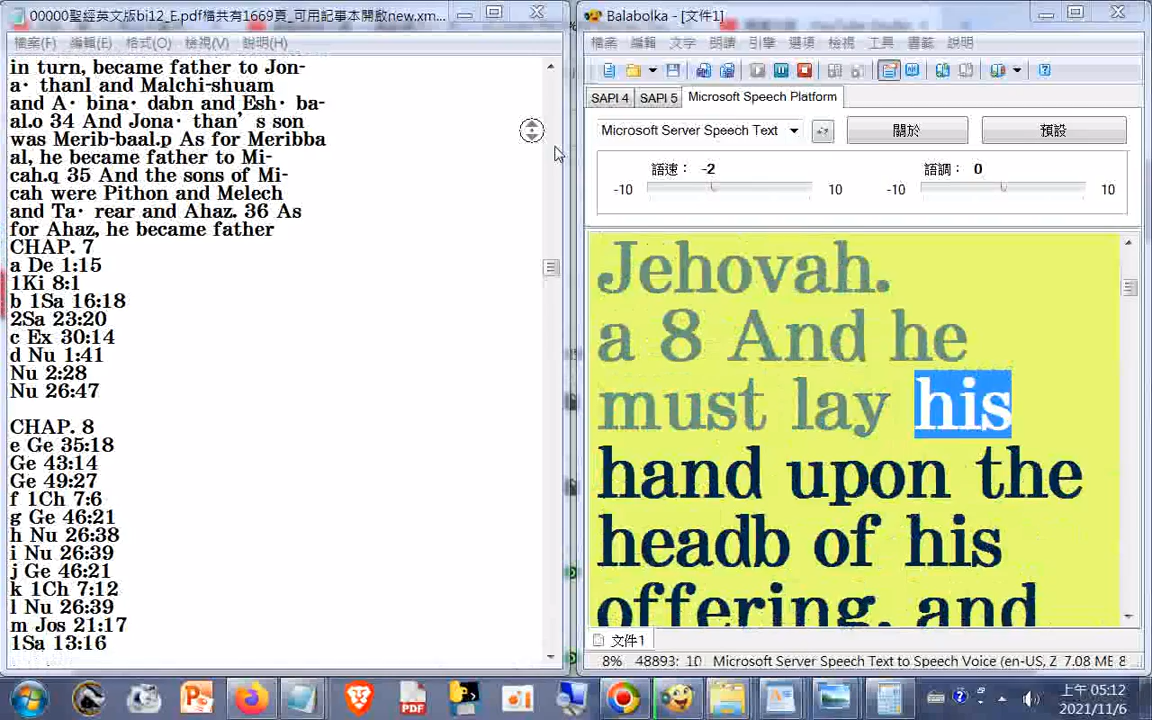 00000聖經英文版bi12_E.pdf檔共有1669頁_可用記事本開啟new.xm...
檔案(F) 編輯(E) 格式(O) 檢視(V) 說明(H)
in turn, became father to Jon-
a· thanl and Malchi-shuam
and A· bina· dabn and Esh· ba-
al.o 34 And Jona· than's son
was Merib-baal.p As for Meribba
al, he became father to Mi-
cah.q 35 And the sons of Mi-
cah were Pithon and Melech
and Ta· rear and Ahaz. 36 As
for Ahaz, he became father
CHAP. 7
a De 1:15
1Ki 8:1
b 1Sa 16:18
2Sa 23:20
c Ex 30:14
d Nu 1:41
Nu 2:28
Nu 26:47
CHAP. 8
e Ge 35:18
Ge 43:14
Ge 49:27
f 1Ch 7:6
g Ge 46:21
h Nu 26:38
i Nu 26:39
j Ge 46:21
k 1Ch 7:12
l Nu 26:39
m Jos 21:17
1Sa 13:16
Balabolka - [文件1]
檔案 編輯 文字 朗讀 引擎 選項 檢視 工具 書籤 說明
SAPI 4 SAPI 5 Microsoft Speech Platform
Microsoft Server Speech Text 關於 預設
語速： -2 語調： 0
-10 10 -10 10
Jehovah.
a 8 And he
must lay his
hand upon the
headb of his
offering, and
文件1
8% 48893: 10 Microsoft Server Speech Text to Speech Voice (en-US, Z 7.08 ME 8
PDF
上午 05:12
2021/11/6